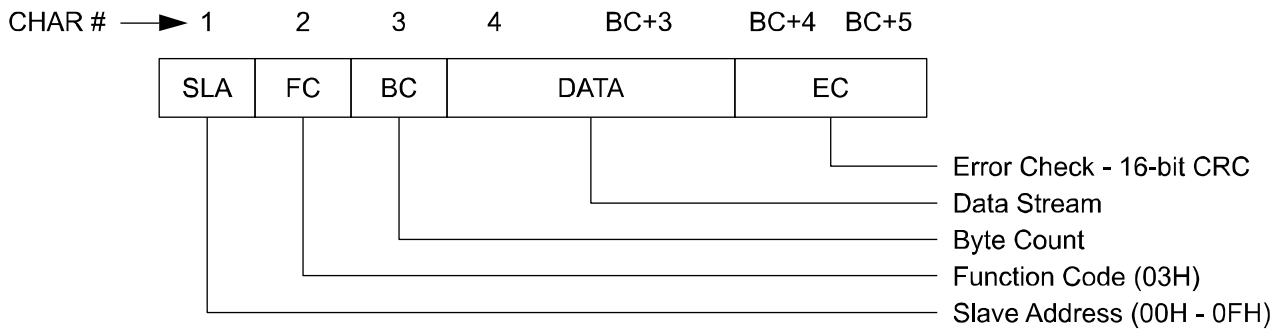 CHAR # 1 2 3 4 BC+3 BC+4 BC+5
SLA FC BC DATA EC
Error Check - 16-bit CRC
Data Stream
Byte Count
Function Code (03H)
Slave Address (00H - 0FH)